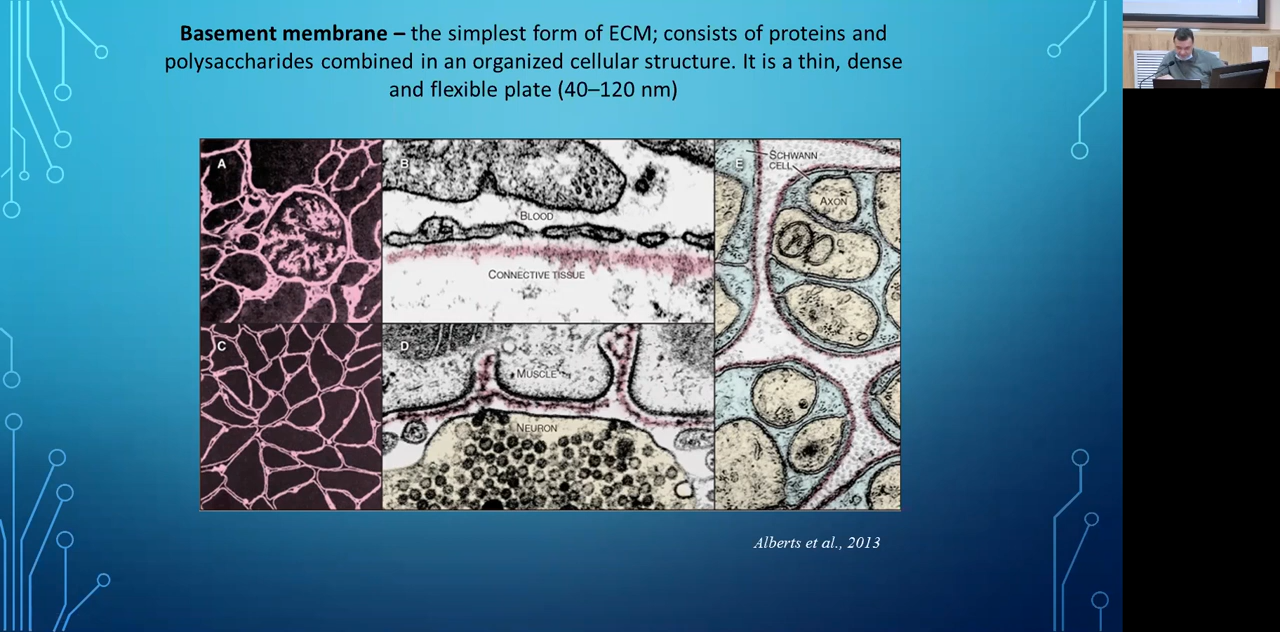 Basement membrane – the simplest form of ECM; consists of proteins and
polysaccharides combined in an organized cellular structure. It is a thin, dense
and flexible plate (40–120 nm)
A
B
BLOOD
CONNECTIVE TISSUE
E
SCHWANN
CELL
AXON
C
D
MUSCLE
NEURON
Alberts et al., 2013